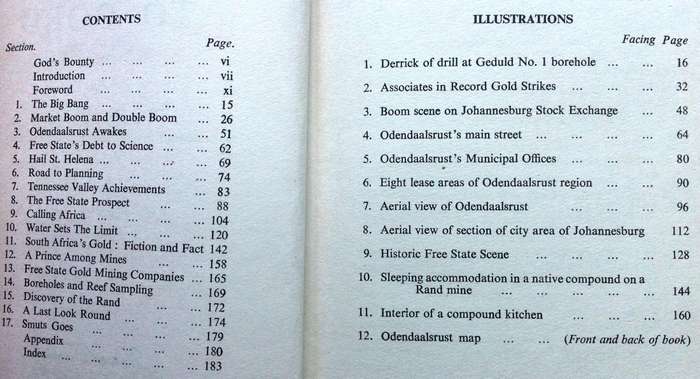 CONTENTS
Section. Page.
God's Bounty ... ... ... ... vi
Introduction ... ... ... ... vii
Foreword ... ... ... ... xi
1. The Big Bang ... ... ... ... 15
2. Market Boom and Double Boom ... ... 26
3. Odendaalsrust Awakes ... ... ... 51
4. Free State's Debt to Science ... ... ... 62
5. Hail St. Helena ... ... ... ... 69
6. Road to Planning ... ... ... ... 74
7. Tennessee Valley Achievements ... ... 83
8. The Free State Prospect ... ... ... 88
9. Calling Africa ... ... ... ... 104
10. Water Sets The Limit ... ... ... ... 120
11. South Africa's Gold : Fiction and Fact 142
12. A Prince Among Mines ... ... ... 158
13. Free State Gold Mining Companies ... 165
14. Boreholes and Reef Sampling ... ... 169
15. Discovery of the Rand ... ... ... 172
16. A Last Look Round ... ... ... 174
17. Smuts Goes ... ... ... ... 179
Appendix ... ... ... ... 180
Index ... ... ... ... 183
ILLUSTRATIONS
Facing Page
1. Derrick of drill at Geduld No. 1 borehole ... ... 16
2. Associates in Record Gold Strikes ... ... ... 32
3. Boom scene on Johannesburg Stock Exchange ... 48
4. Odendaalsrust's main street ... ... ... 64
5. Odendaalsrust's Municipal Offices ... ... ... 80
6. Eight lease areas of Odendaalsrust region ... ... 90
7. Aerial view of Odendaalsrust ... ... ... 96
8. Aerial view of section of city area of Johannesburg 112
9. Historic Free State Scene ... ... ... ... 128
10. Sleeping accommodation in a native compound on a
Rand mine ... ... ... ... ... 144
11. Interior of a compound kitchen ... ... ... 160
12. Odendaalsrust map ... ... (Front and back of book)